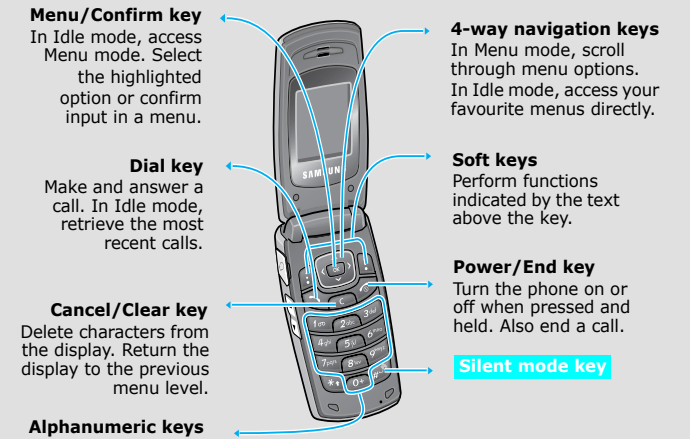 Menu/Confirm key
In Idle mode, access
Menu mode. Select
the highlighted
option or confirm
input in a menu.
Dial key
Make and answer a
call. In Idle mode,
retrieve the most
recent calls.
Cancel/Clear key
Delete characters from
the display. Return the
display to the previous
menu level.
Alphanumeric keys
4-way navigation keys
In Menu mode, scroll
through menu options.
In Idle mode, access your
favourite menus directly.
Soft keys
Perform functions
indicated by the text
above the key.
Power/End key
Turn the phone on or
off when pressed and
held. Also end a call.
Silent mode key
SAMSUNG
OK
C